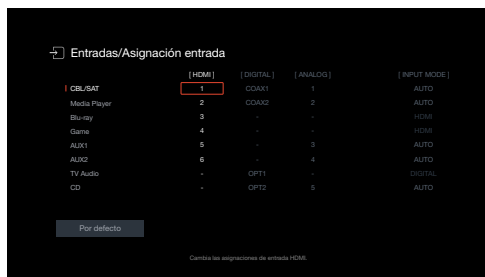 Entradas/Asignación entrada
[ HDMI ] [ DIGITAL ] [ ANALOG ] [ INPUT MODE ]
CBL/SAT 1 COAX1 1 AUTO
Media Player 2 COAX2 2 AUTO
Blu-ray 3 - - HDMI
Game 4 - - HDMI
AUX1 5 - 3 AUTO
AUX2 6 - 4 AUTO
TV Audio - OPT1 - DIGITAL
CD - OPT2 5 AUTO
Por defecto
Cambia las asignaciones de entrada HDMI.